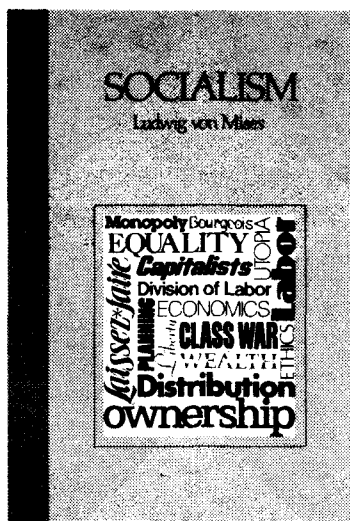 SOCIALISM
Ludwig von Mises
Monopoly Bourgeois
EQUALITY
UTOPIA
Labor
Capitalists
Laissez*faire
Division of Labor
PLANNING
ECONOMICS
Liberty
CLASS WAR
ETHICS
WEALTH
Distribution
ownership